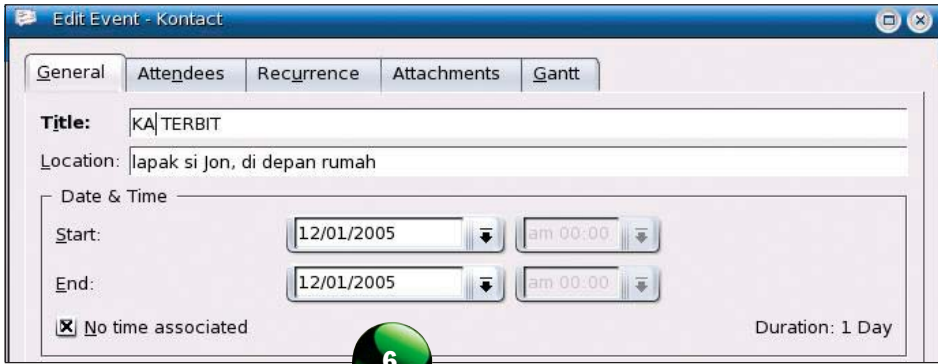 Edit Event - Kontact
General Attendees Recurrence Attachments Gantt
Title: KA TERBIT
Location: lapak si Jon, di depan rumah
Date & Time
Start: 12/01/2005 am 00:00
End: 12/01/2005 am 00:00
No time associated Duration: 1 Day
6